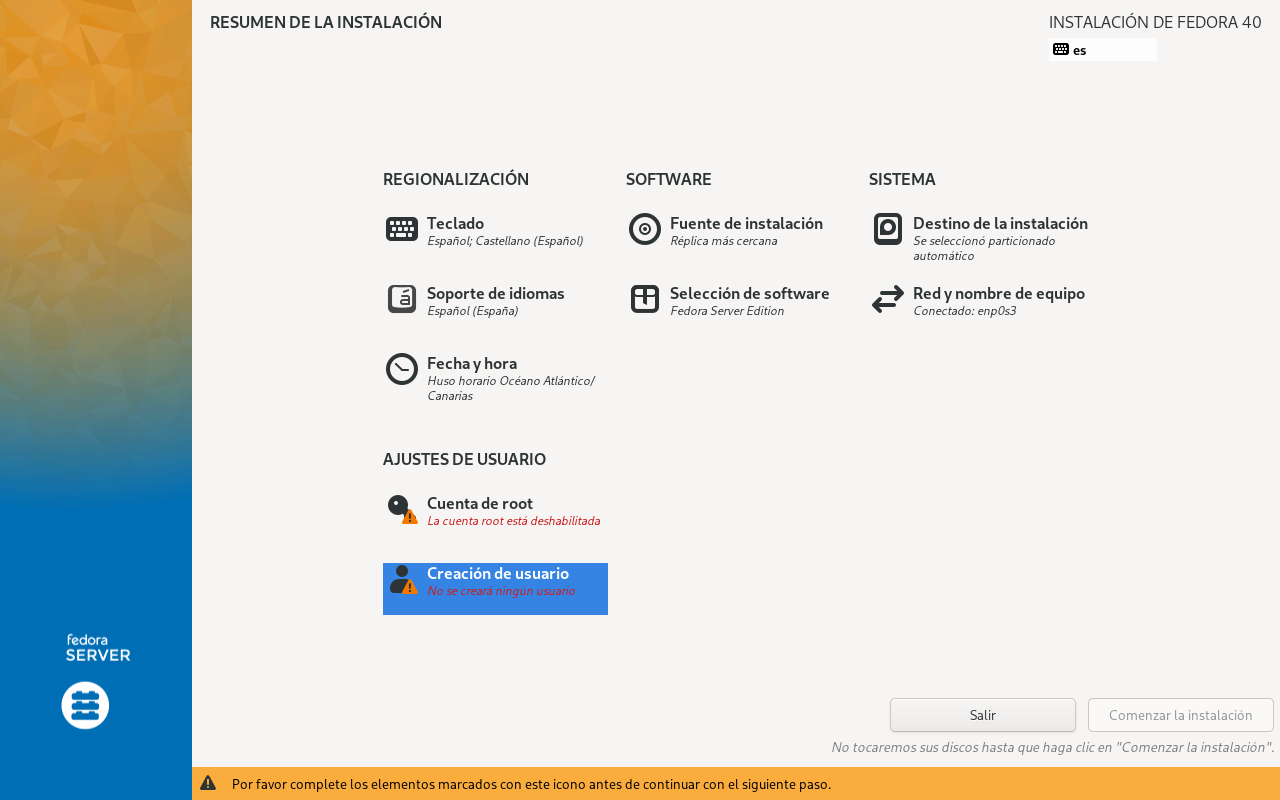 RESUMEN DE LA INSTALACIÓN
INSTALACIÓN DE FEDORA 40
es
REGIONALIZACIÓN
Teclado
Español; Castellano (Español)
Soporte de idiomas
Español (España)
Fecha y hora
Huso horario Océano Atlántico/
Canarias
SOFTWARE
Fuente de instalación
Réplica más cercana
Selección de software
Fedora Server Edition
SISTEMA
Destino de la instalación
Se seleccionó particionado
automático
Red y nombre de equipo
Conectado: enp0s3
AJUSTES DE USUARIO
Cuenta de root
La cuenta root está deshabilitada
Creación de usuario
No se creará ningún usuario
fedora
SERVER
Salir
Comenzar la instalación
No tocaremos sus discos hasta que haga clic en "Comenzar la instalación".
Por favor complete los elementos marcados con este icono antes de continuar con el siguiente paso.